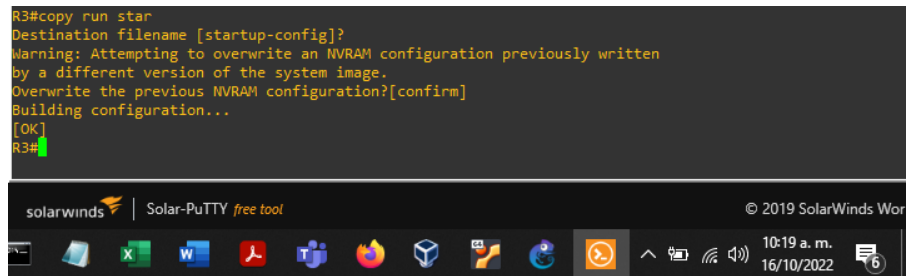 R3#copy run star
Destination filename [startup-config]?
Warning: Attempting to overwrite an NVRAM configuration previously written
by a different version of the system image.
Overwrite the previous NVRAM configuration?[confirm]
Building configuration...
[OK]
R3#
solarwinds | Solar-PuTTY free tool © 2019 SolarWinds Wor
10:19 a. m.
16/10/2022
6